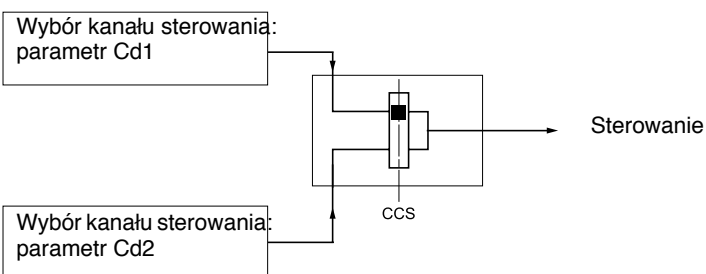 Wybór kanału sterowania:
parametr Cd1
Sterowanie
CCS
Wybór kanału sterowania:
parametr Cd2